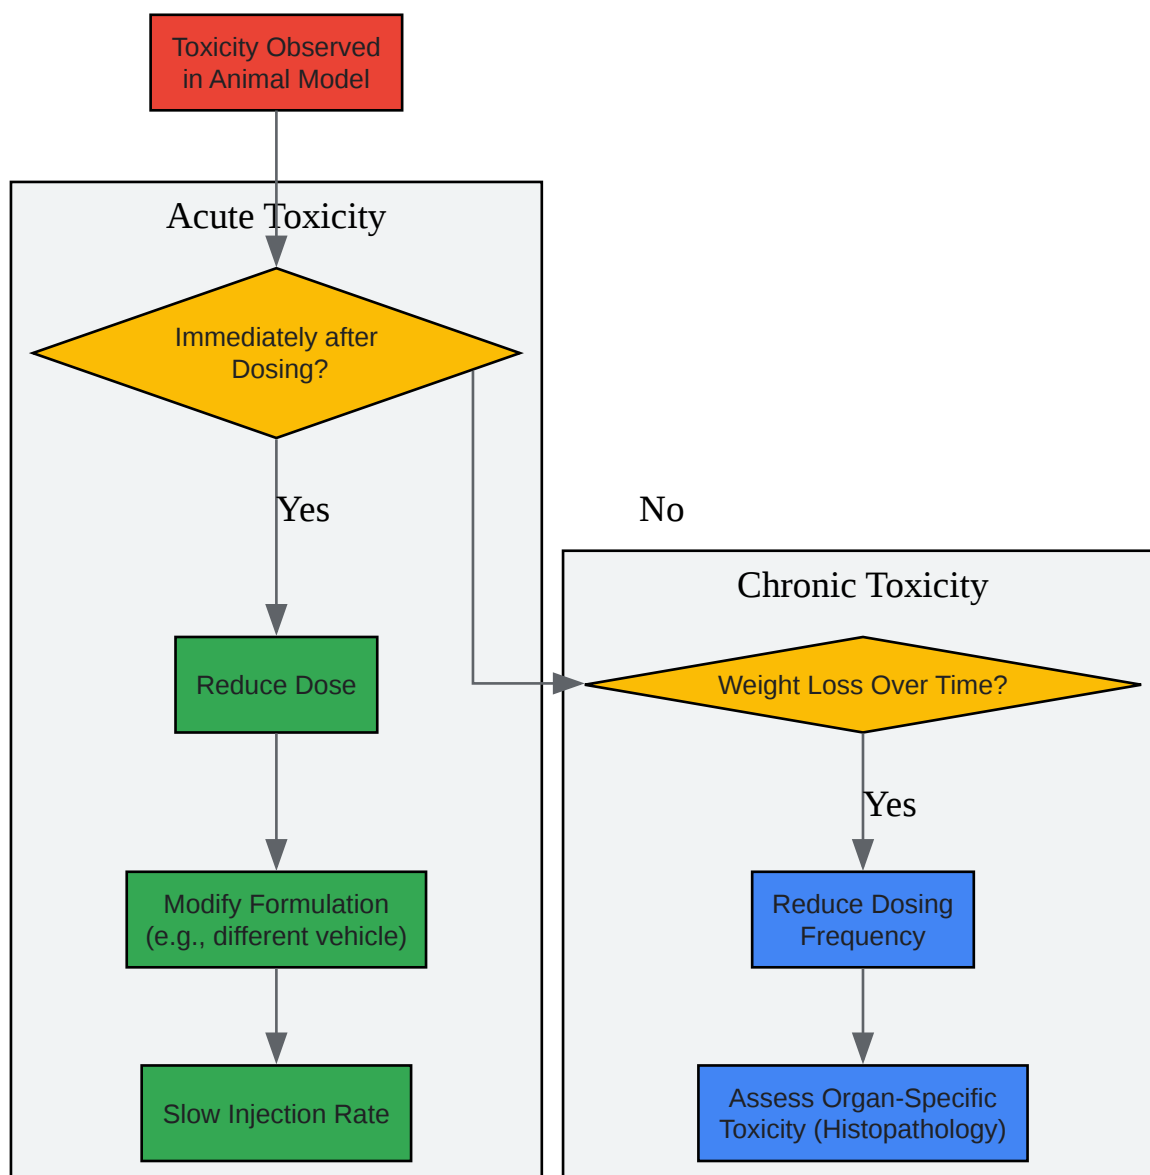 Toxicity Observed
in Animal Model
Acute Toxicity
Immediately after
Dosing?
Yes
No
Chronic Toxicity
Reduce Dose
Weight Loss Over Time?
Yes
Modify Formulation
(e.g., different vehicle)
Reduce Dosing
Frequency
Slow Injection Rate
Assess Organ-Specific
Toxicity (Histopathology)